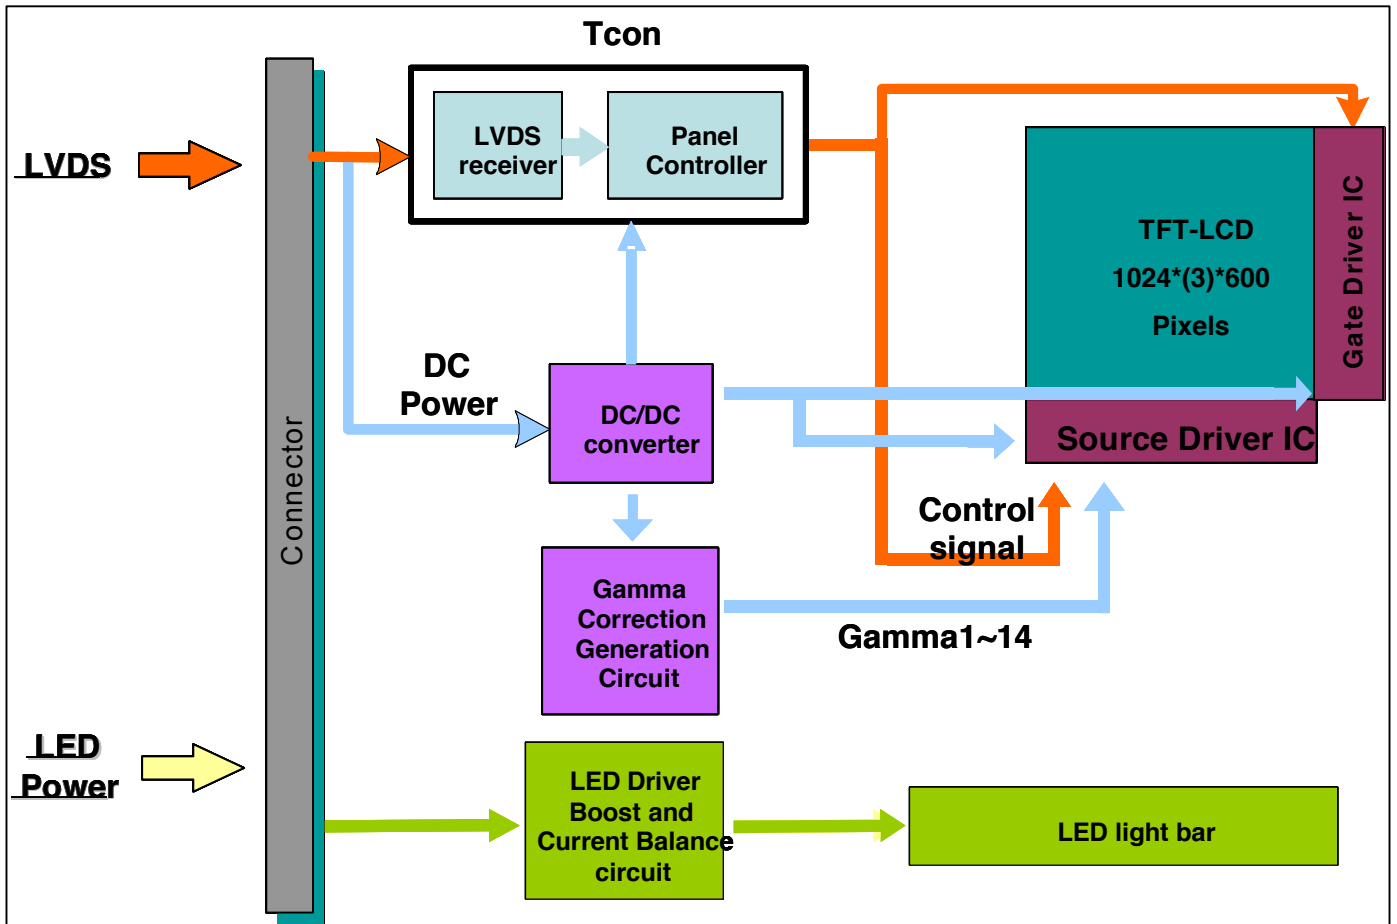 Tcon
LVDS
LVDS
receiver
Panel
Controller
TFT-LCD
1024*(3)*600
Pixels
Gate Driver IC
DC
Power
DC/DC
converter
Source Driver IC
Connector
Control
signal
Gamma
Correction
Generation
Circuit
Gamma1~14
LED
Power
LED Driver
Boost and
Current Balance
circuit
LED light bar